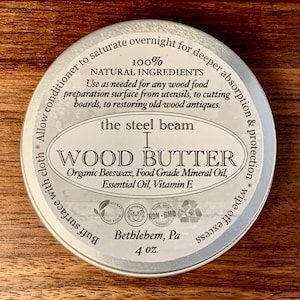 * Allow conditioner to saturate overnight for deeper absorption & protection * wipe off excess
Buff surface with cloth
100%
NATURAL INGREDIENTS
Use as needed for any wood food
preparation surface from utensils, to cutting
boards, to restoring old wood antiques.
the steel beam
I
WOOD BUTTER
Organic Beeswax, Food Grade Mineral Oil,
Essential Oil, Vitamin E
NON-GMO
Bethlehem, Pa
4 oz.